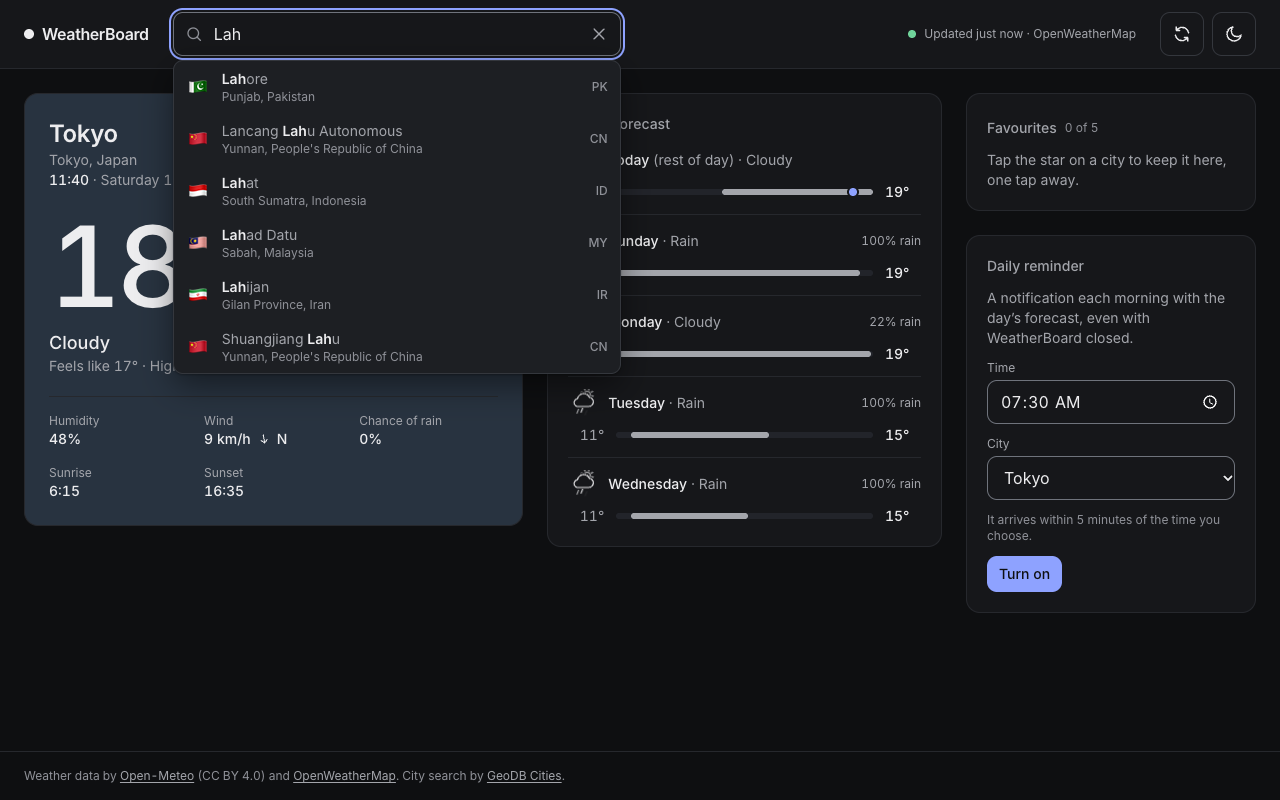 WeatherBoard
Lah
Updated just now · OpenWeatherMap
Lahore
Punjab, Pakistan
PK
Lancang Lahu Autonomous
Yunnan, People's Republic of China
CN
Lahat
South Sumatra, Indonesia
ID
Lahad Datu
Sabah, Malaysia
MY
Lahijan
Gilan Province, Iran
IR
Shuangjiang Lahu
Yunnan, People's Republic of China
CN
Tokyo
Tokyo, Japan
11:40 · Saturday 1
18
Cloudy
Feels like 17° ·
Humidity
48%
Wind
9 km/h ↓ N
Chance of rain
0%
Sunrise
6:15
Sunset
16:35
orecast
oday (rest of day) · Cloudy
19°
unday · Rain
100% rain
19°
onday · Cloudy
22% rain
19°
Tuesday · Rain
100% rain
11°
15°
Wednesday · Rain
100% rain
11°
15°
Favourites 0 of 5
Tap the star on a city to keep it here,
one tap away.
Daily reminder
A notification each morning with the
day’s forecast, even with
WeatherBoard closed.
Time
07:30 AM
City
Tokyo
It arrives within 5 minutes of the time you
choose.
Turn on
Weather data by Open-Meteo (CC BY 4.0) and OpenWeatherMap. City search by GeoDB Cities.